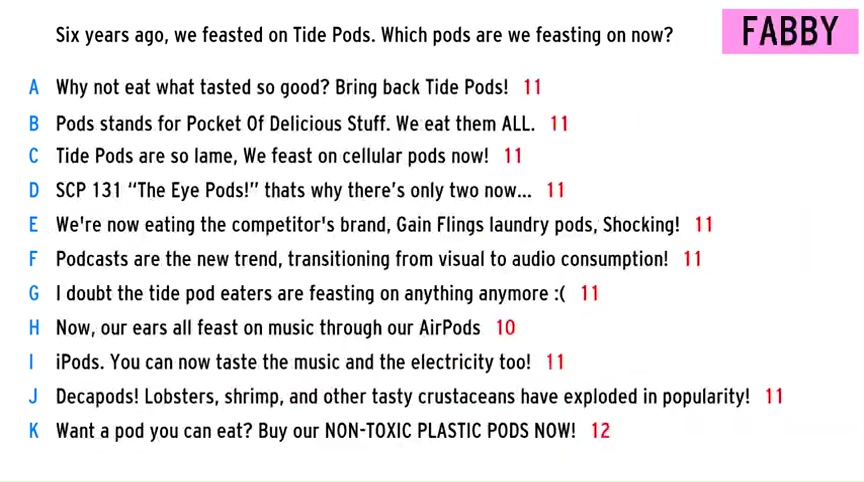 Six years ago, we feasted on Tide Pods. Which pods are we feasting on now?
FABBY
A Why not eat what tasted so good? Bring back Tide Pods! 11
B Pods stands for Pocket Of Delicious Stuff. We eat them ALL. 11
C Tide Pods are so lame, We feast on cellular pods now! 11
D SCP 131 “The Eye Pods!” thats why there’s only two now... 11
E We're now eating the competitor's brand, Gain Flings laundry pods, Shocking! 11
F Podcasts are the new trend, transitioning from visual to audio consumption! 11
G I doubt the tide pod eaters are feasting on anything anymore :( 11
H Now, our ears all feast on music through our AirPods 10
I iPods. You can now taste the music and the electricity too! 11
J Decapods! Lobsters, shrimp, and other tasty crustaceans have exploded in popularity! 11
K Want a pod you can eat? Buy our NON-TOXIC PLASTIC PODS NOW! 12